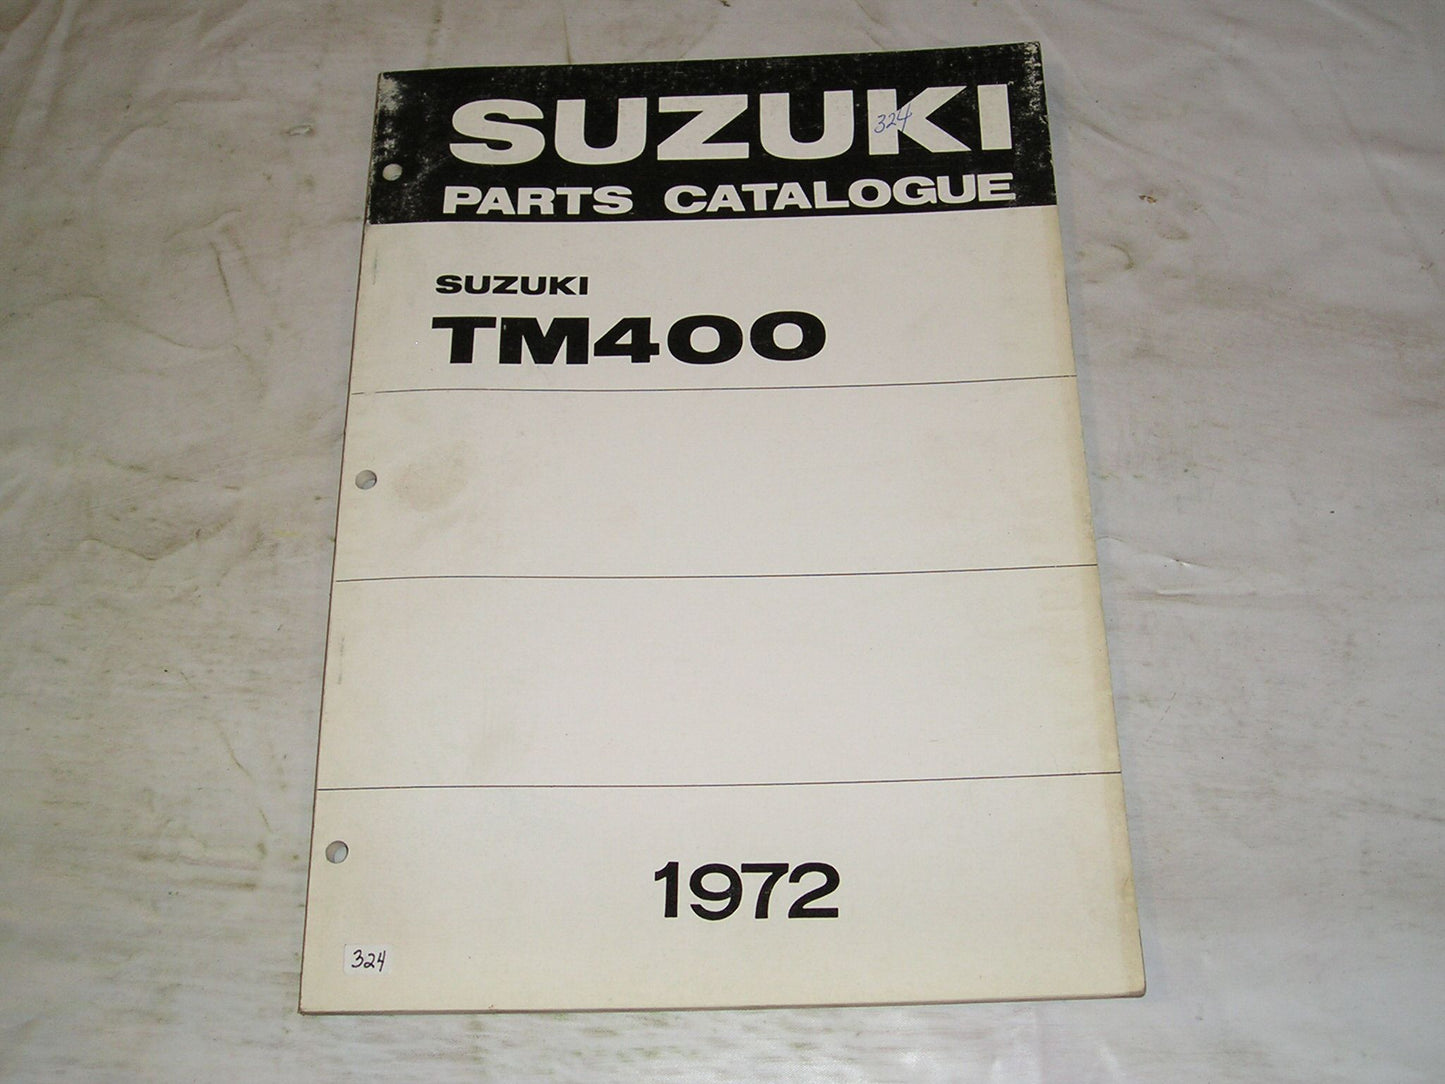 SUZUKI
324
PARTS CATALOGUE
SUZUKI
TM400
1972
324